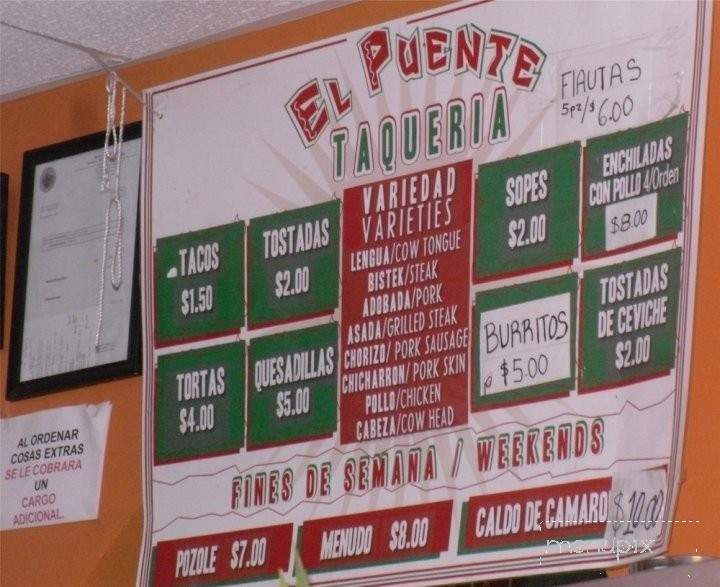 EL PUENTE
TAQUERIA
FlAUTAS
5pz/$
6.00
TACOS
$1.50
TOSTADAS
$2.00
TORTAS
$4.00
QUESADILLAS
$5.00
VARIEDAD
VARIETIES
LENGUA/COW TONGUE
BISTEK/STEAK
ADOBADA/PORK
ASADA/GRILLED STEAK
CHORIZO/ PORK SAUSAGE
CHICHARRON/ PORK SKIN
POLLO/CHICKEN
CABEZA/COW HEAD
SOPES
$2.00
ENCHILADAS
CON POLLO 4/Orden
$8.00
BURRITOS
$5.00
TOSTADAS
DE CEVICHE
$2.00
FINES DE SEMANA / WEEKENDS
POZOLE $7.00
MENUDO $8.00
CALDO DE CAMARO $10.00
AL ORDENAR
COSAS EXTRAS
SE LE COBRARA
UN
CARGO
ADICIONAL.
menupix